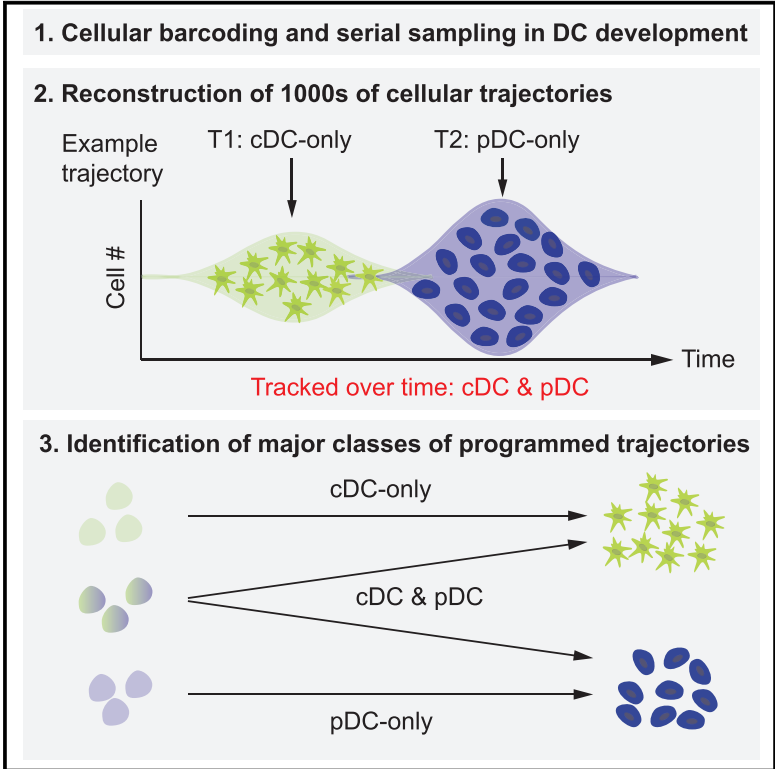 1. Cellular barcoding and serial sampling in DC development
2. Reconstruction of 1000s of cellular trajectories
Example
trajectory
T1: cDC-only
T2: pDC-only
Cell #
Time
Tracked over time: cDC & pDC
3. Identification of major classes of programmed trajectories
cDC-only
cDC & pDC
pDC-only